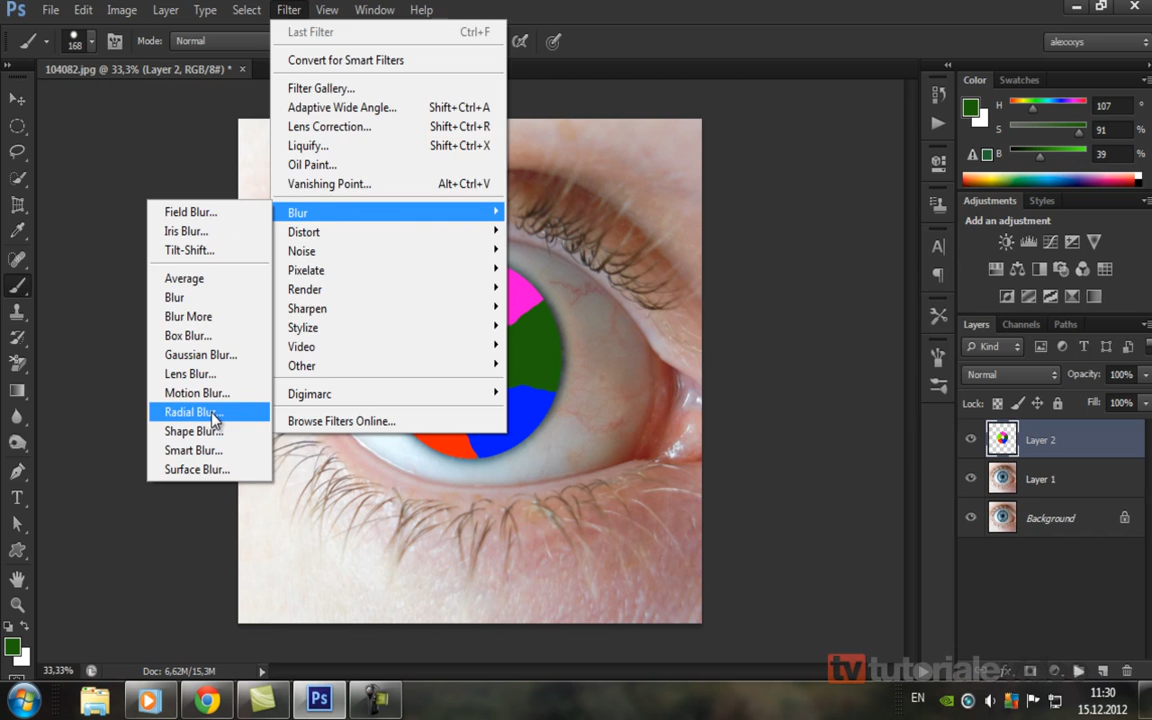 Ps File Edit Image Layer Type Select Filter View Window Help
168 Mode: Normal alexxxys
104082.jpg @ 33,3% (Layer 2, RGB/8#) * ×
Last Filter Ctrl+F
Convert for Smart Filters
Filter Gallery...
Adaptive Wide Angle... Shift+Ctrl+A
Lens Correction... Shift+Ctrl+R
Liquify... Shift+Ctrl+X
Oil Paint...
Vanishing Point... Alt+Ctrl+V
Blur
Distort
Noise
Pixelate
Render
Sharpen
Stylize
Video
Other
Digimarc
Browse Filters Online...
Field Blur...
Iris Blur...
Tilt-Shift...
Average
Blur
Blur More
Box Blur...
Gaussian Blur...
Lens Blur...
Motion Blur...
Radial Blur...
Shape Blur...
Smart Blur...
Surface Blur...
Color Swatches
H 107 °
S 91 %
B 39 %
Adjustments Styles
Add an adjustment
Layers Channels Paths
Kind
Normal Opacity: 100%
Lock: Fill: 100%
Layer 2
Layer 1
Background
33,33% Doc: 6,62M/15,3M
tvtutoriale
fx
Ps EN 11:30
15.12.2012